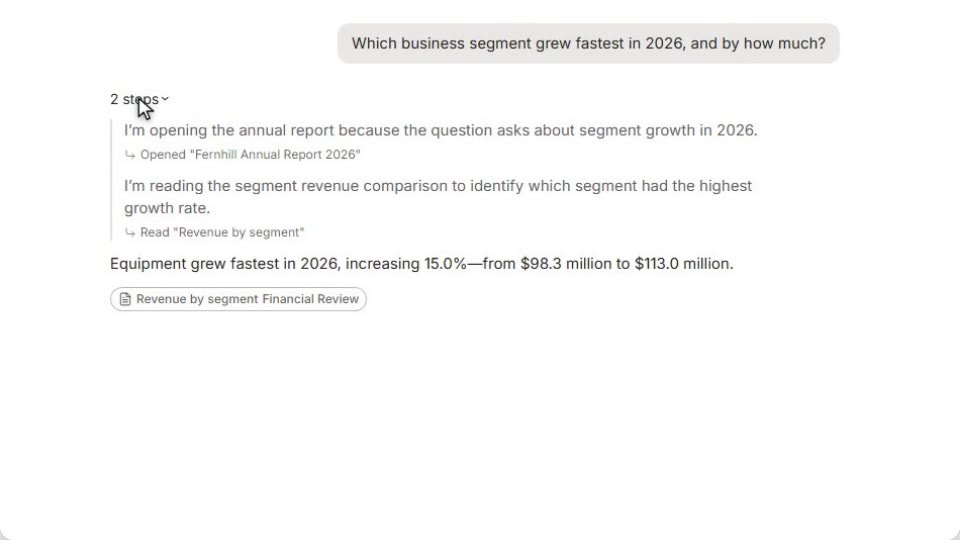 Which business segment grew fastest in 2026, and by how much?
2 steps
I'm opening the annual report because the question asks about segment growth in 2026.
Opened "Fernhill Annual Report 2026"
I'm reading the segment revenue comparison to identify which segment had the highest
growth rate.
Read "Revenue by segment"
Equipment grew fastest in 2026, increasing 15.0%—from $98.3 million to $113.0 million.
Revenue by segment Financial Review